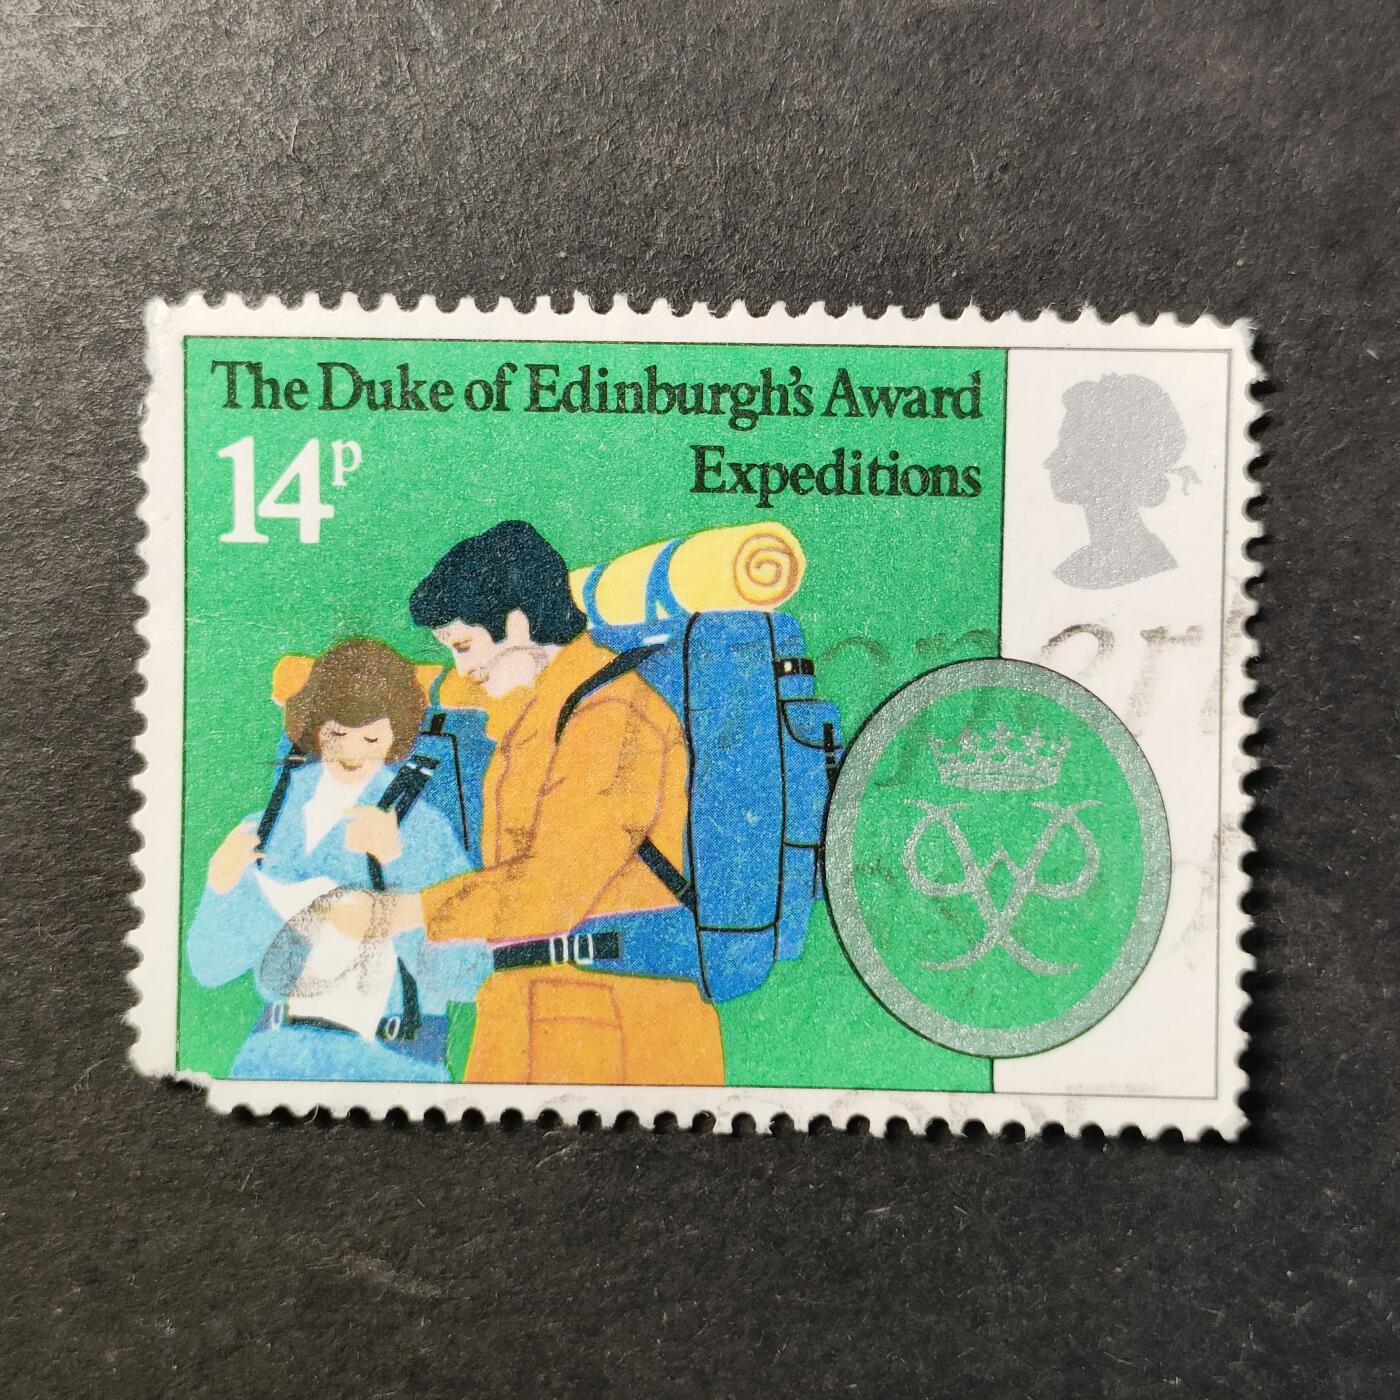 The Duke of Edinburgh's Award
14p
Expeditions